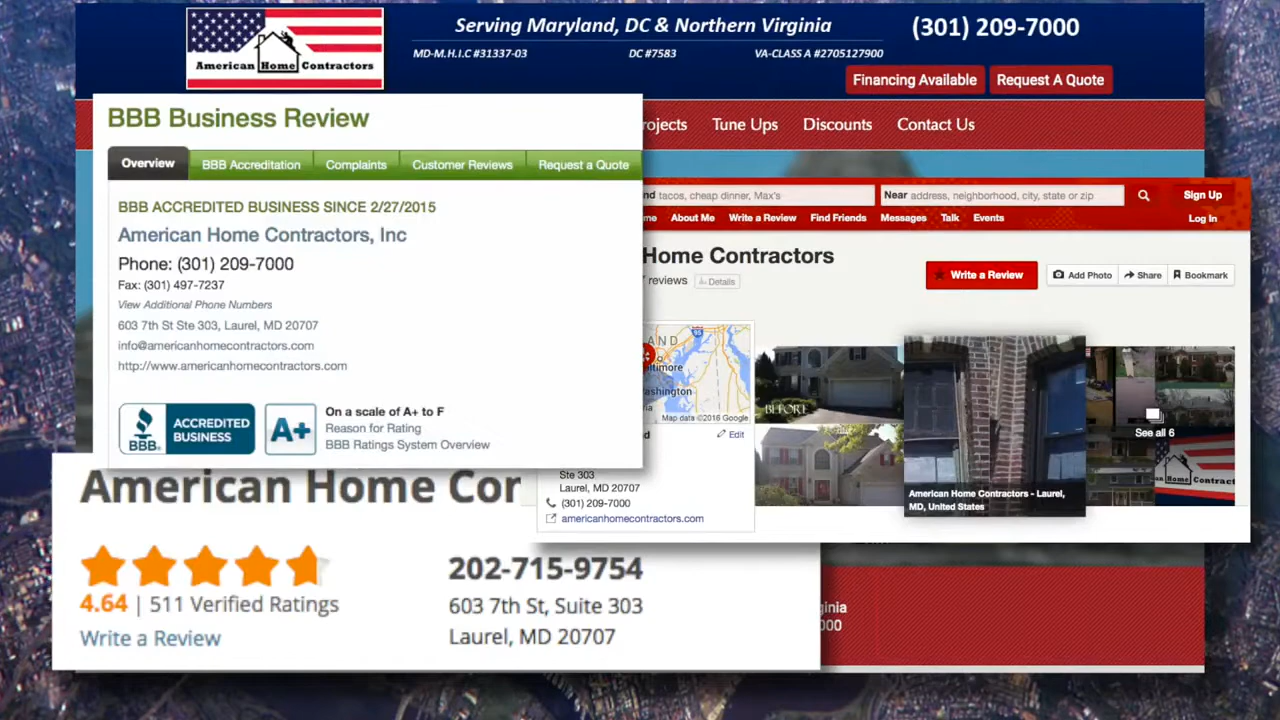 American Home Contractors
Serving Maryland, DC & Northern Virginia
(301) 209-7000
MD-M.H.I.C #31337-03
DC #7583
VA-CLASS A #2705127900
Financing Available
Request A Quote
rojects
Tune Ups
Discounts
Contact Us
BBB Business Review
Overview
BBB Accreditation
Complaints
Customer Reviews
Request a Quote
BBB ACCREDITED BUSINESS SINCE 2/27/2015
American Home Contractors, Inc
Phone: (301) 209-7000
Fax: (301) 497-7237
View Additional Phone Numbers
603 7th St Ste 303, Laurel, MD 20707
info@americanhomecontractors.com
http://www.americanhomecontractors.com
BBB
ACCREDITED
BUSINESS
A+
On a scale of A+ to F
Reason for Rating
BBB Ratings System Overview
nd tacos, cheap dinner, Max's
Near address, neighborhood, city, state or zip
Sign Up
me
About Me
Write a Review
Find Friends
Messages
Talk
Events
Log In
Home Contractors
reviews
Details
Write a Review
Add Photo
Share
Bookmark
AND
95
timore
ashington
nia
Map data ©2016 Google
d
Edit
Ste 303
Laurel, MD 20707
(301) 209-7000
americanhomecontractors.com
BEFORE
American Home Contractors - Laurel,
MD, United States
See all 6
an Home Contract
American Home Cor
4.64 | 511 Verified Ratings
Write a Review
202-715-9754
603 7th St, Suite 303
Laurel, MD 20707
ginia
000